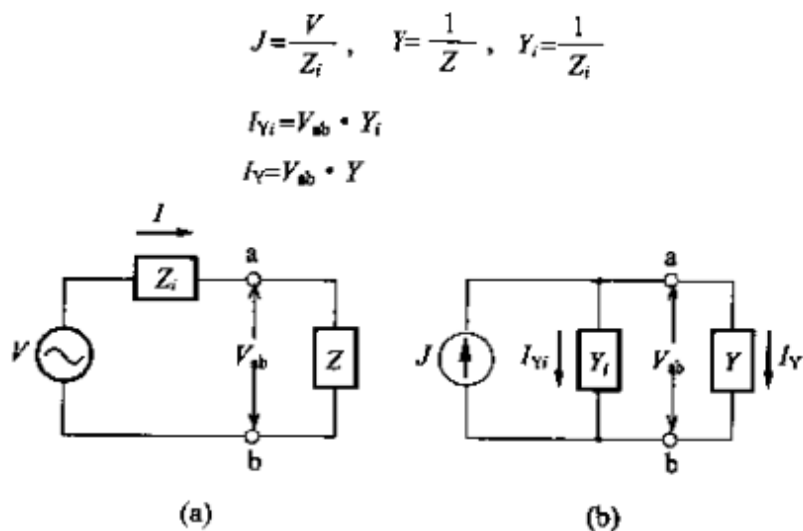 J = V/Z_i , Y = 1/Z , Y_i = 1/Z_i
I_Yi = V_ab · Y_i
I_Y = V_ab · Y
I
Z_i
a
V
V_ab
Z
b
(a)
a
J
I_Yi
Y_i
V_ab
Y
I_Y
b
(b)